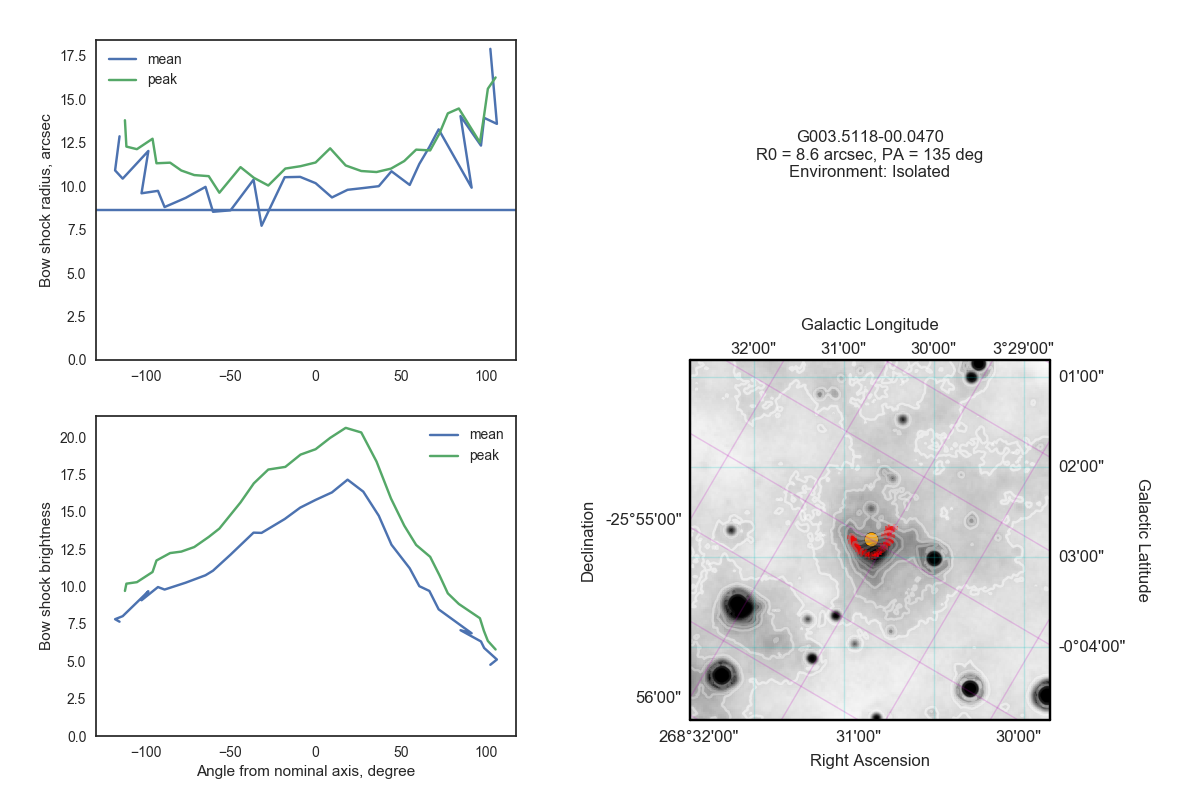 17.5
15.0
12.5
10.0
7.5
5.0
2.5
0.0
Bow shock radius, arcsec
mean
peak
−100
−50
0
50
100
20.0
17.5
15.0
12.5
10.0
7.5
5.0
2.5
0.0
Bow shock brightness
mean
peak
−100
−50
0
50
100
Angle from nominal axis, degree
G003.5118-00.0470
R0 = 8.6 arcsec, PA = 135 deg
Environment: Isolated
Galactic Longitude
32'00" 31'00" 30'00" 3°29'00"
01'00"
02'00"
03'00"
-0°04'00"
Galactic Latitude
-25°55'00"
56'00"
Declination
268°32'00" 31'00" 30'00"
Right Ascension